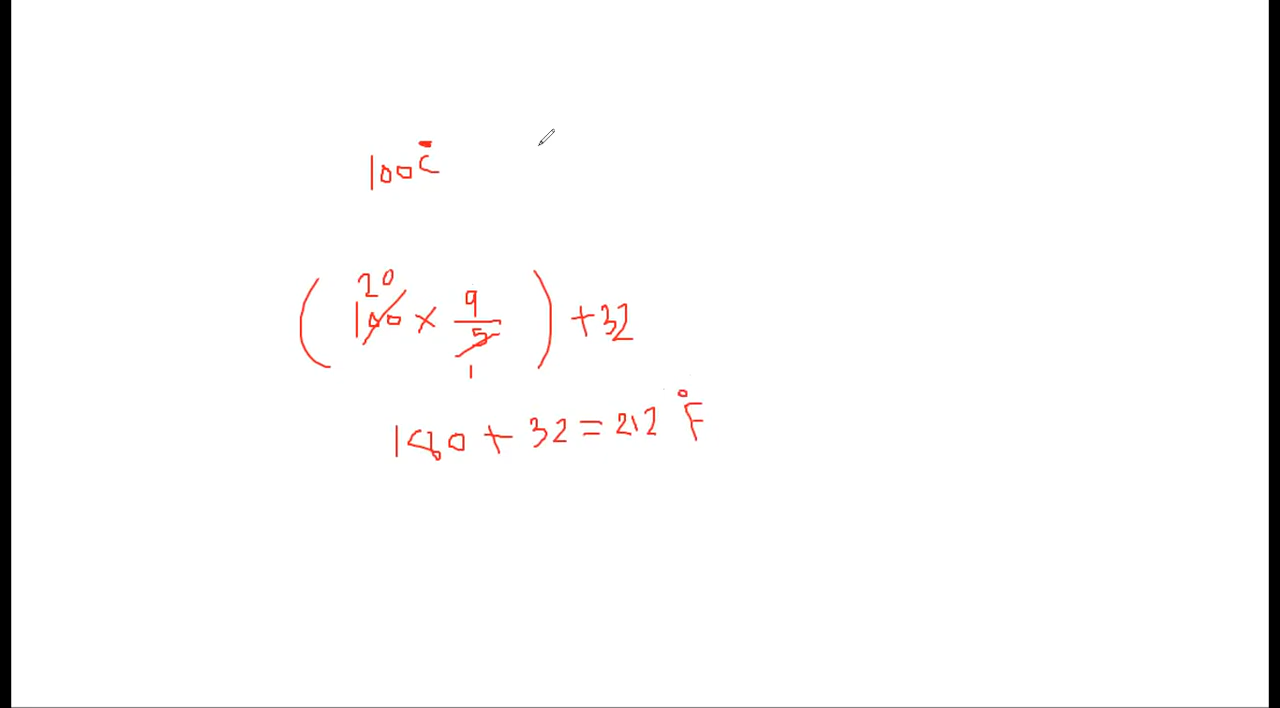 100°C
(100 20 × 9/5 1) + 32
180 + 32 = 212 °F